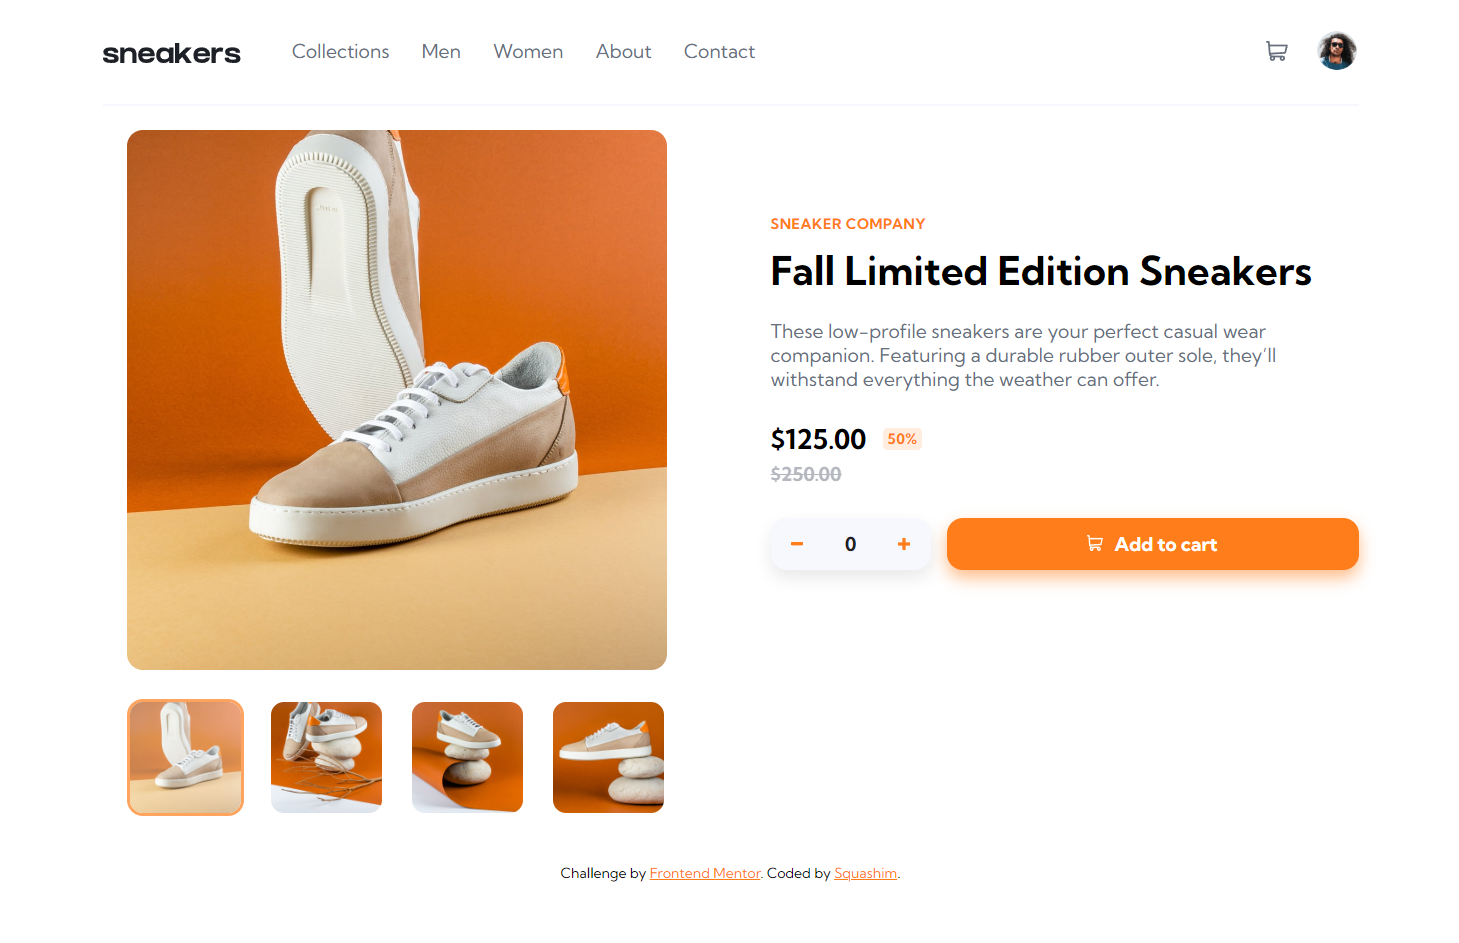 sneakers
Collections Men Women About Contact
SNEAKER COMPANY
Fall Limited Edition Sneakers
These low-profile sneakers are your perfect casual wear
companion. Featuring a durable rubber outer sole, they’ll
withstand everything the weather can offer.
$125.00 50%
$250.00
0
Add to cart
Challenge by Frontend Mentor. Coded by Squashim.